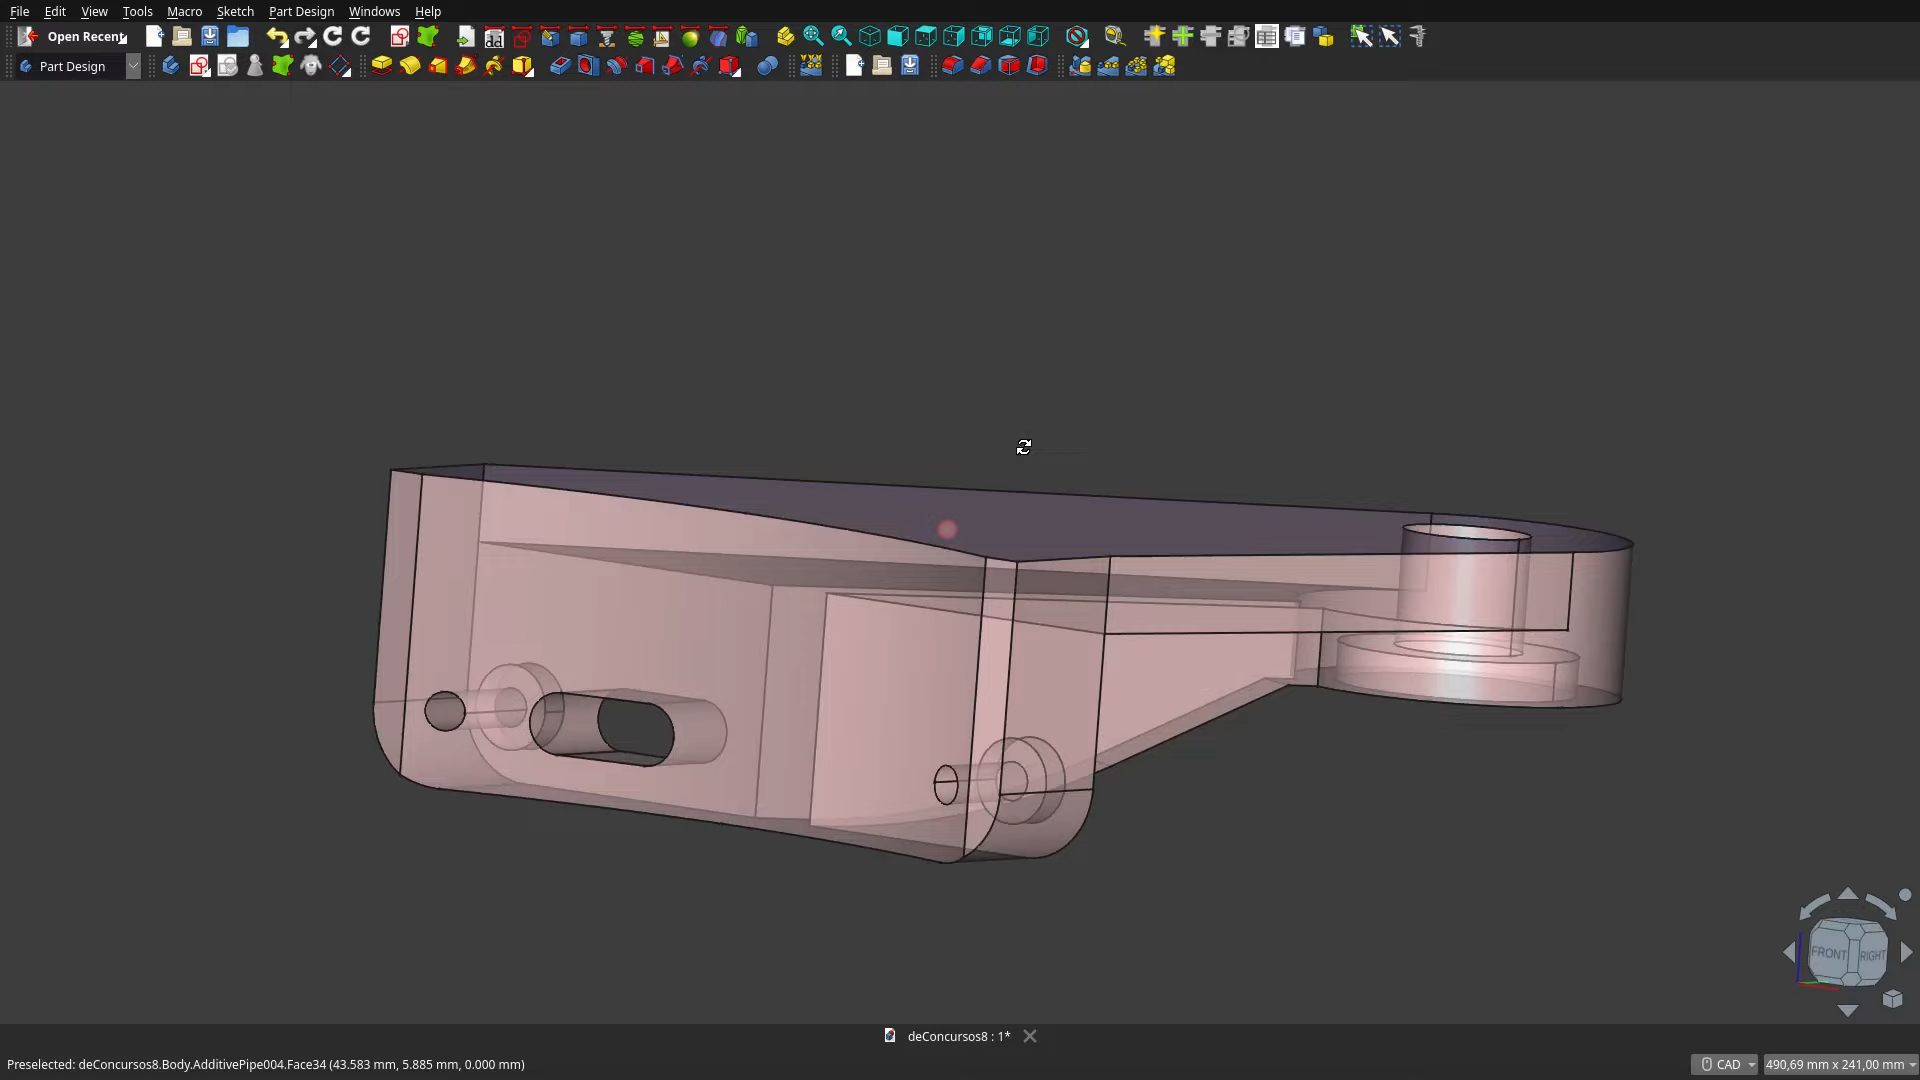 File Edit View Tools Macro Sketch Part Design Windows Help
Open Recent
Part Design
FRONT RIGHT
deConcursos8 : 1*
Preselected: deConcursos8.Body.AdditivePipe004.Face34 (43.583 mm, 5.885 mm, 0.000 mm)
CAD
490,69 mm x 241,00 mm